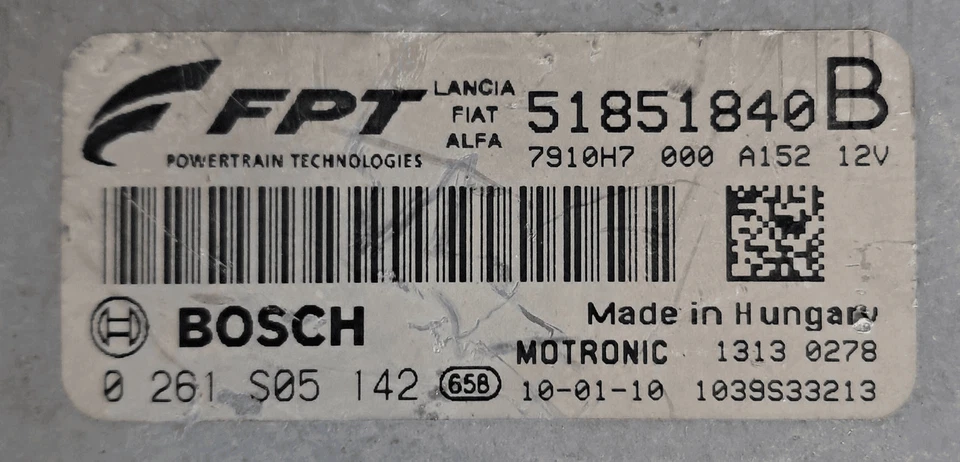 FPT
POWERTRAIN TECHNOLOGIES
LANCIA
FIAT
ALFA
51851840 B
7910H7 000 A152 12V
BOSCH
Made in Hungary
MOTRONIC 1313 0278
0 261 S05 142 658 10-01-10 1039S33213